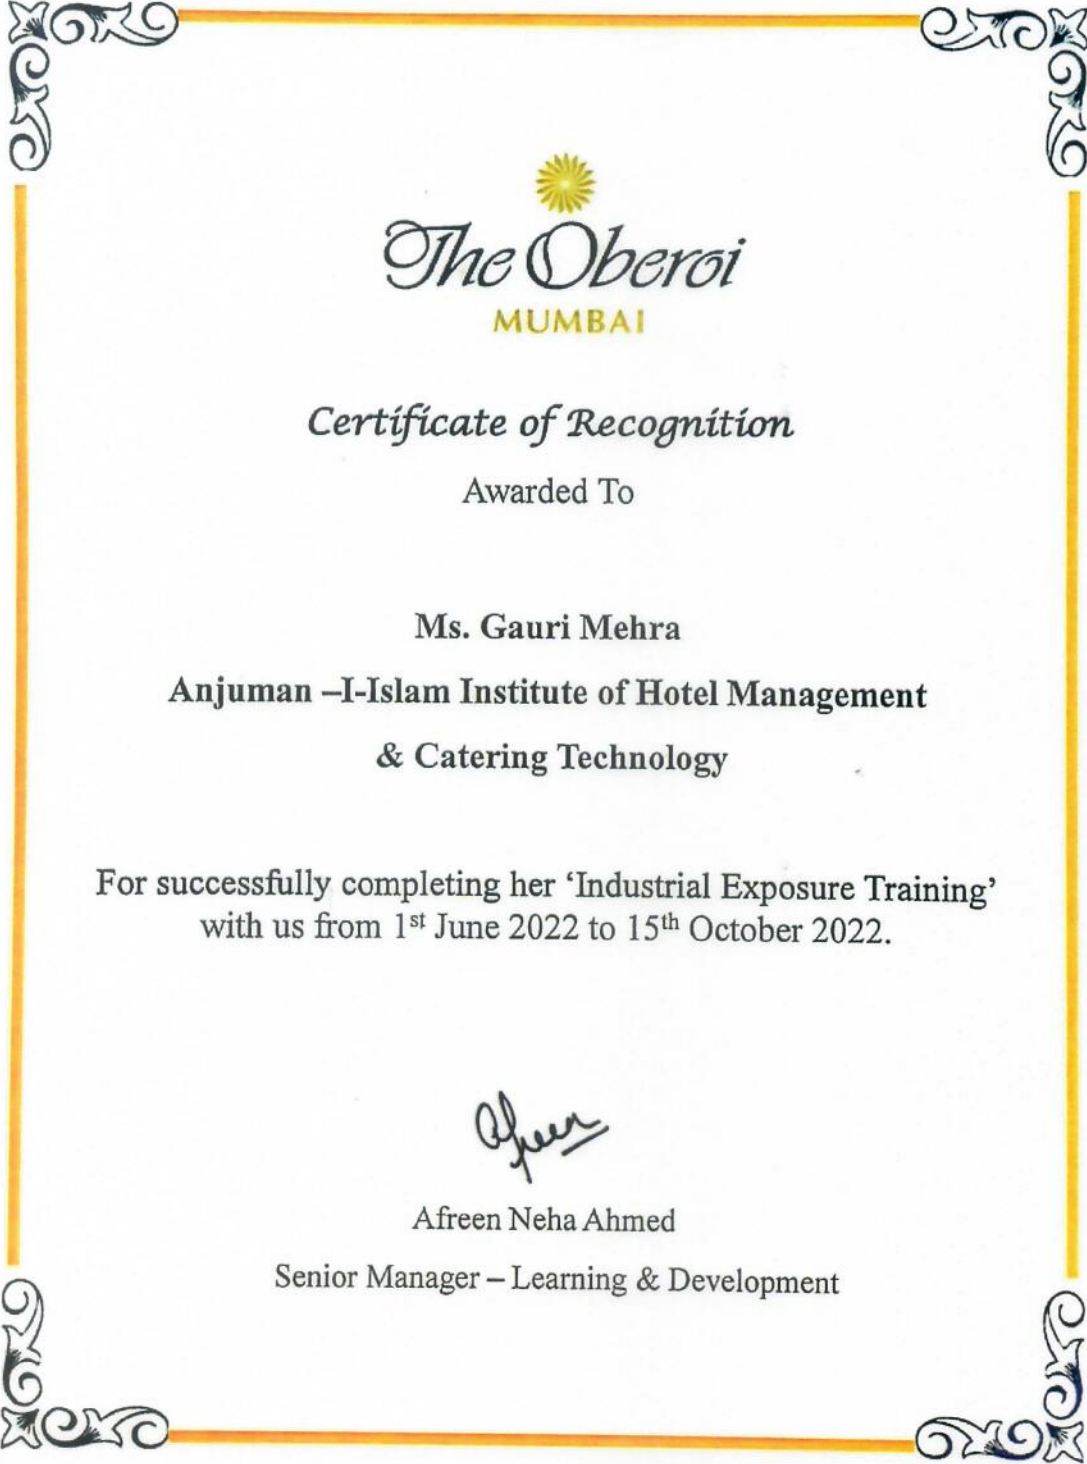 The Oberoi
MUMBAI
Certificate of Recognition
Awarded To
Ms. Gauri Mehra
Anjuman –I-Islam Institute of Hotel Management
& Catering Technology
For successfully completing her ‘Industrial Exposure Training’
with us from 1st June 2022 to 15th October 2022.
Afreen
Afreen Neha Ahmed
Senior Manager – Learning & Development